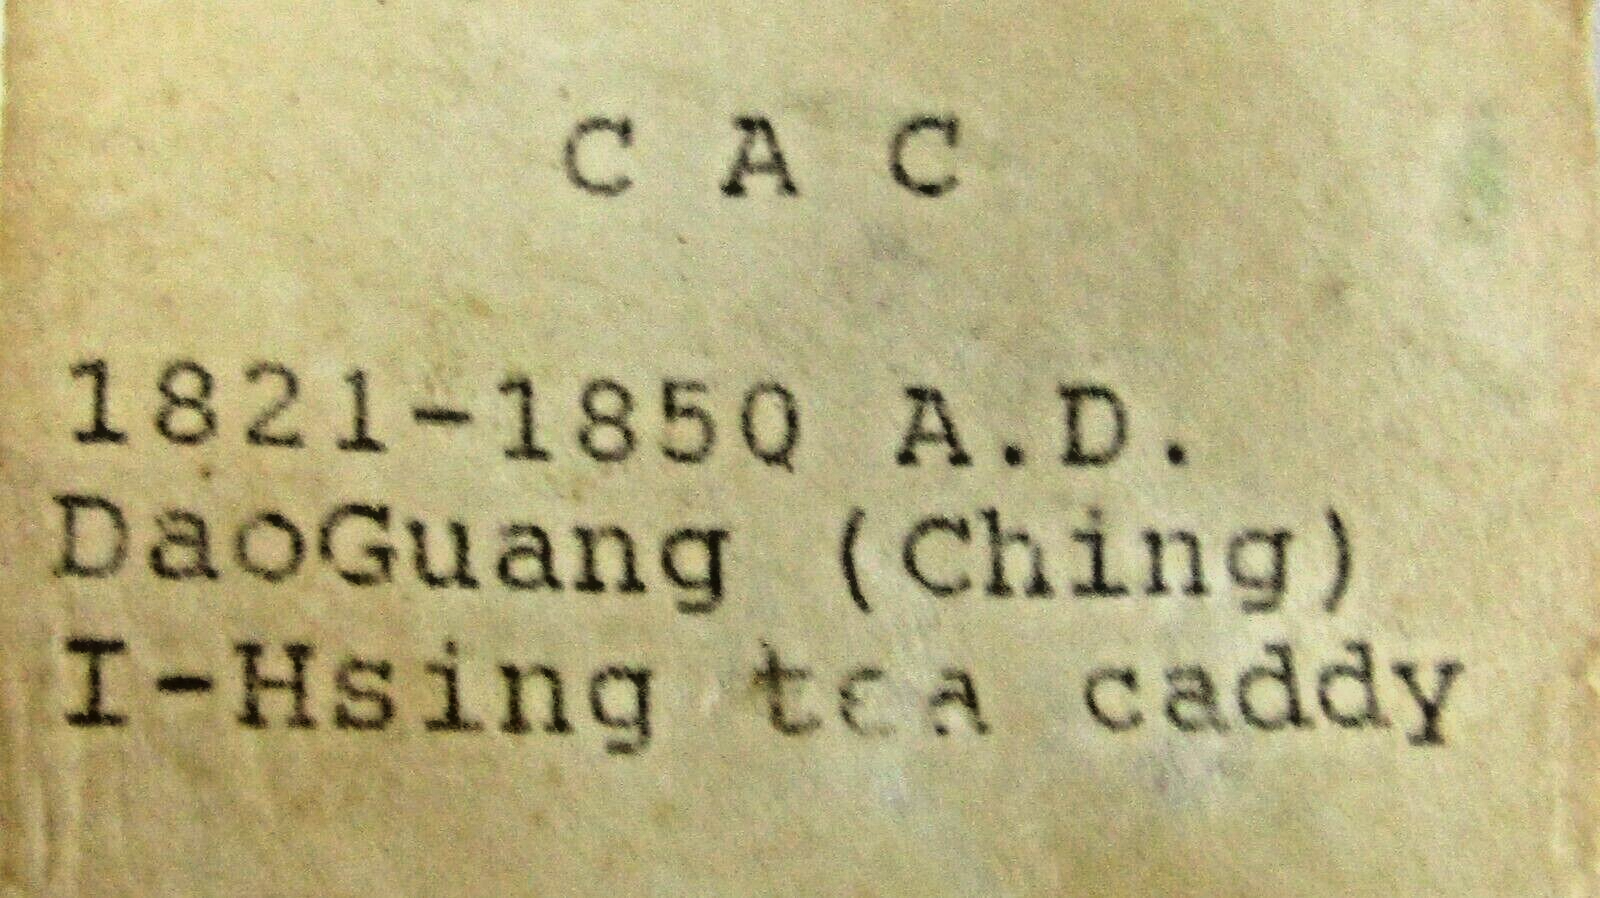 C A C
1821-1850 A.D.
DaoGuang (Ching)
I-Hsing tea caddy